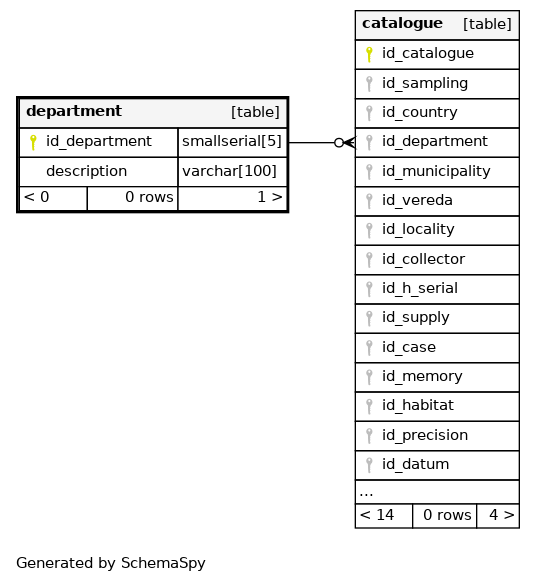 department [table]
id_department smallserial[5]
description varchar[100]
< 0 0 rows 1 >
catalogue [table]
id_catalogue
id_sampling
id_country
id_department
id_municipality
id_vereda
id_locality
id_collector
id_h_serial
id_supply
id_case
id_memory
id_habitat
id_precision
id_datum
...
< 14 0 rows 4 >
Generated by SchemaSpy